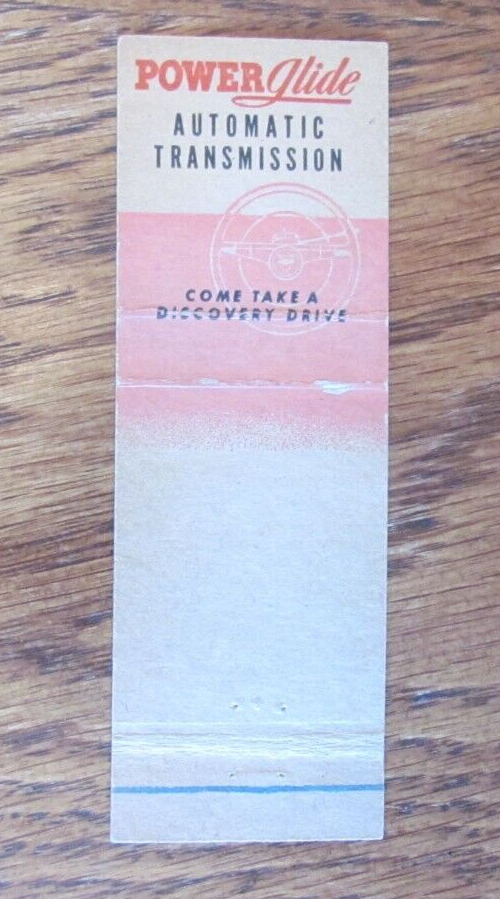 POWERglide
AUTOMATIC
TRANSMISSION
COME TAKE A
DISCOVERY DRIVE